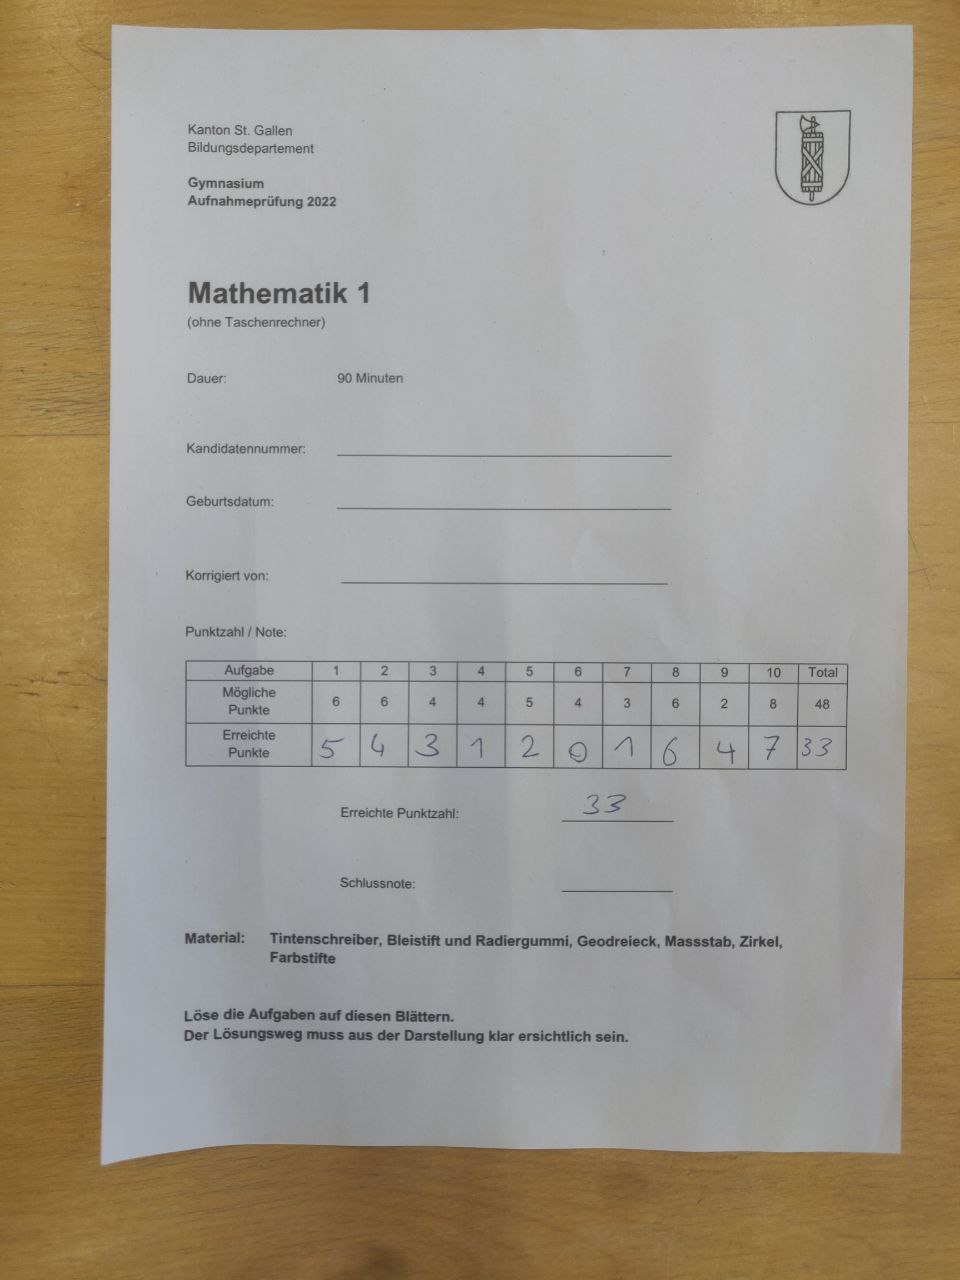 Kanton St. Gallen
Bildungsdepartement
Gymnasium
Aufnahmeprüfung 2022
Mathematik 1
(ohne Taschenrechner)
Dauer: 90 Minuten
Kandidatennummer:
Geburtsdatum:
Korrigiert von:
Punktzahl / Note:
Aufgabe 1 2 3 4 5 6 7 8 9 10 Total
Mögliche Punkte 6 6 4 4 5 4 3 6 2 8 48
Erreichte Punkte 5 4 3 1 2 0 1 6 4 7 33
Erreichte Punktzahl: 33
Schlussnote:
Material: Tintenschreiber, Bleistift und Radiergummi, Geodreieck, Massstab, Zirkel,
Farbstifte
Löse die Aufgaben auf diesen Blättern.
Der Lösungsweg muss aus der Darstellung klar ersichtlich sein.